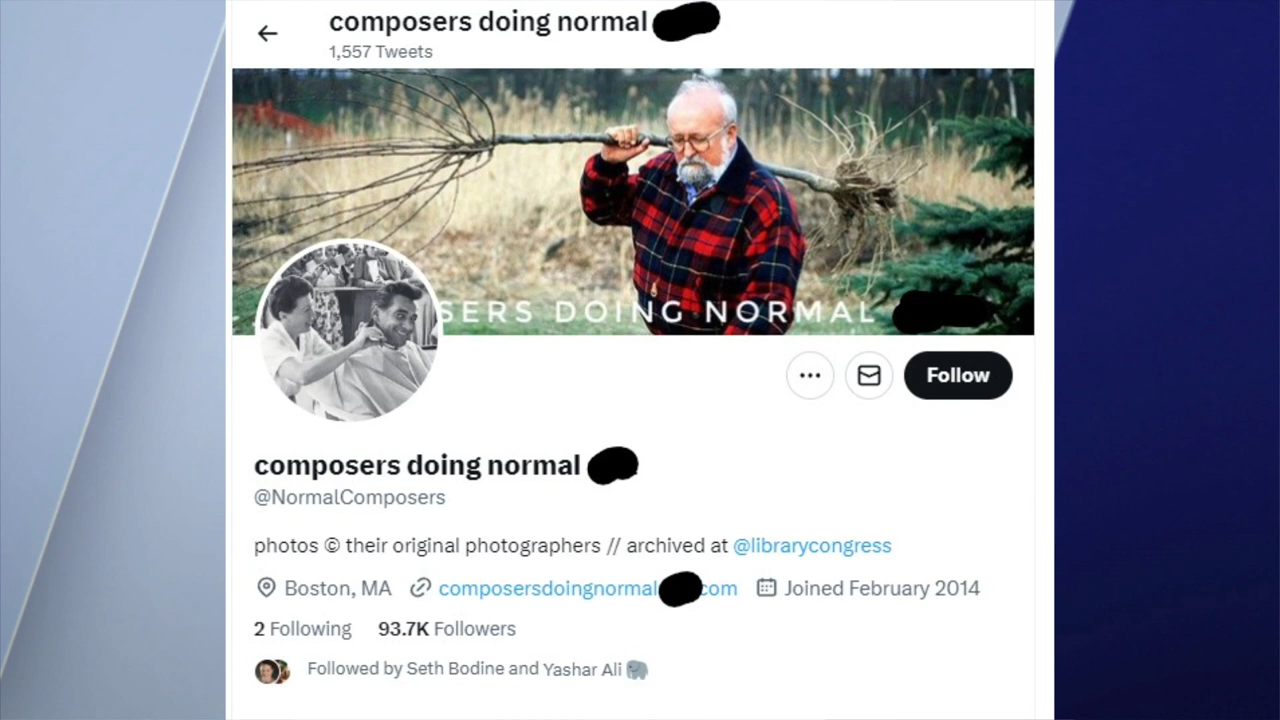 composers doing normal
1,557 Tweets
SERS DOING NORMAL
Follow
composers doing normal
@NormalComposers
photos © their original photographers // archived at @librarycongress
Boston, MA composersdoingnormal com Joined February 2014
2 Following 93.7K Followers
Followed by Seth Bodine and Yashar Ali 🐘